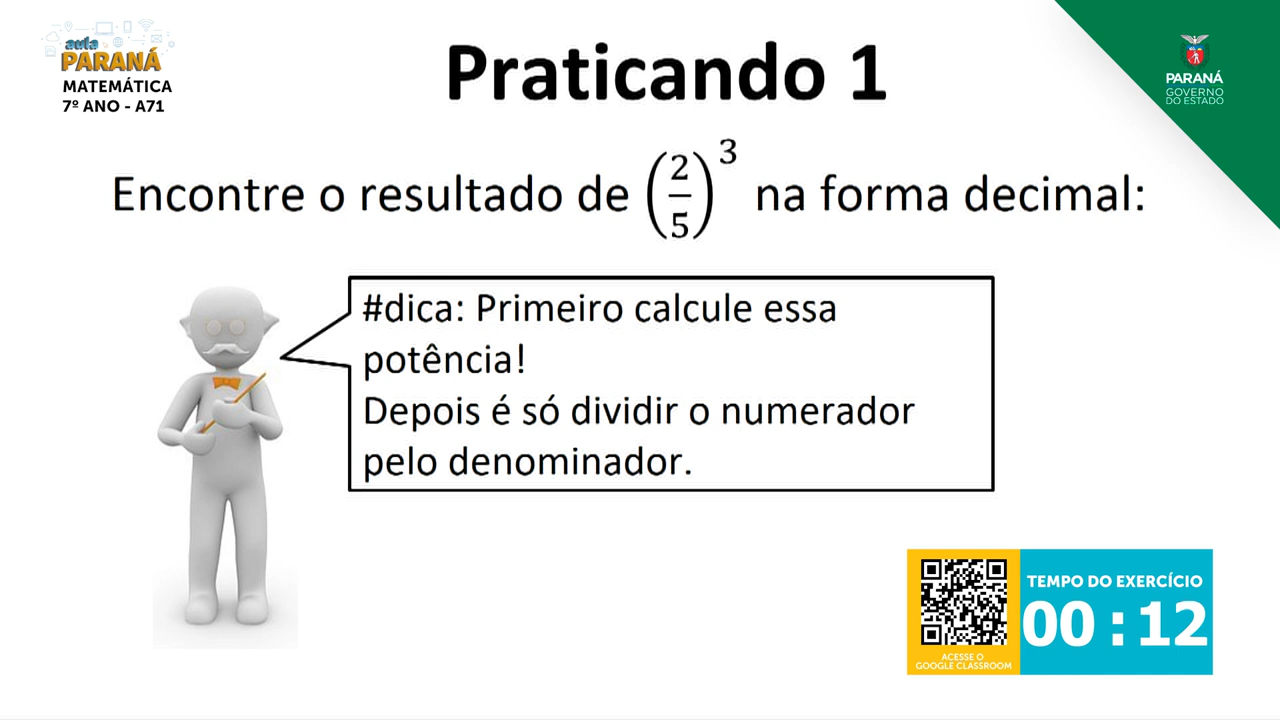 aula
PARANÁ
MATEMÁTICA
7º ANO - A71
Praticando 1
PARANÁ
GOVERNO
DO ESTADO
Encontre o resultado de (2/5)³ na forma decimal:
#dica: Primeiro calcule essa
potência!
Depois é só dividir o numerador
pelo denominador.
TEMPO DO EXERCÍCIO
00 : 12
ACESSE O
GOOGLE CLASSROOM